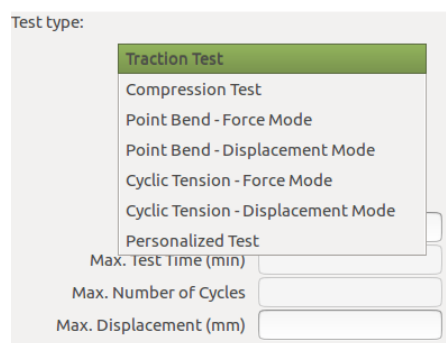 Test type:
Traction Test
Compression Test
Point Bend - Force Mode
Point Bend - Displacement Mode
Cyclic Tension - Force Mode
Cyclic Tension - Displacement Mode
Personalized Test
Max. Test Time (min)
Max. Number of Cycles
Max. Displacement (mm)